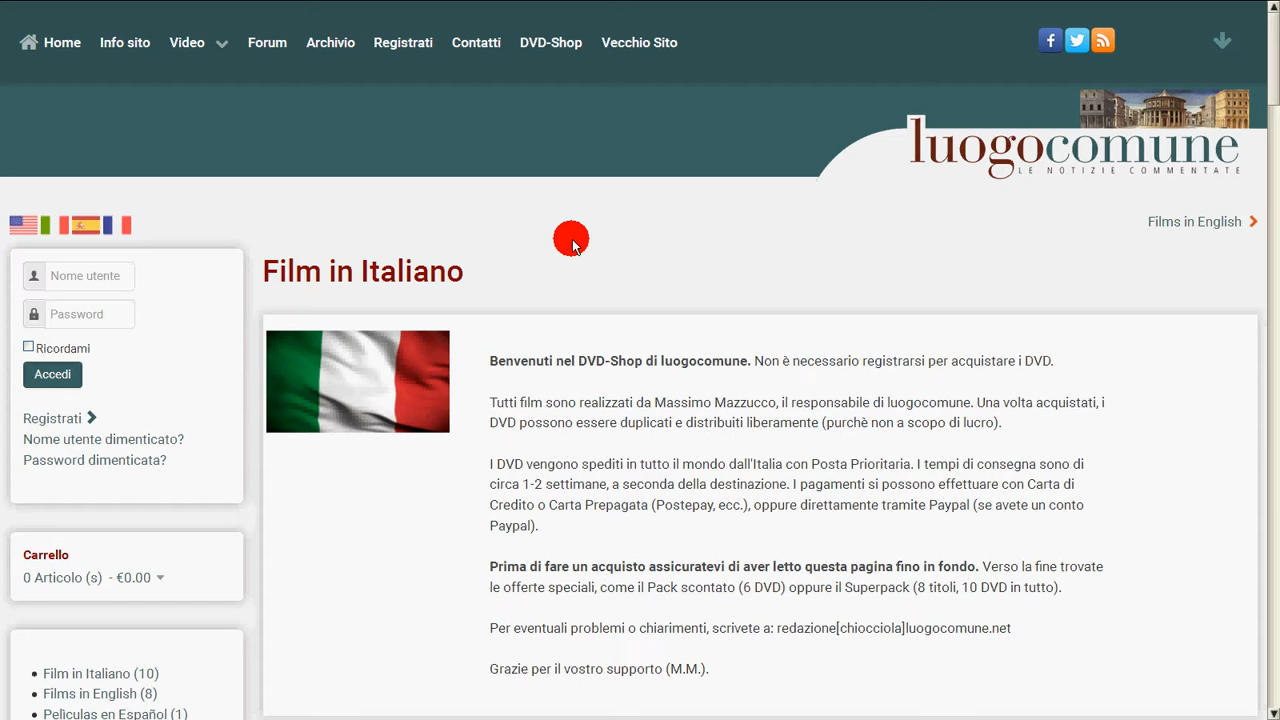 Home Info sito Video Forum Archivio Registrati Contatti DVD-Shop Vecchio Sito
luogocomune
LE NOTIZIE COMMENTATE
Films in English
Nome utente
Password
Ricordami
Accedi
Registrati
Nome utente dimenticato?
Password dimenticata?
Carrello
0 Articolo (s) - €0.00
Film in Italiano (10)
Films in English (8)
Pelìculas en Español (1)
Film in Italiano
Benvenuti nel DVD-Shop di luogocomune. Non è necessario registrarsi per acquistare i DVD.
Tutti film sono realizzati da Massimo Mazzucco, il responsabile di luogocomune. Una volta acquistati, i
DVD possono essere duplicati e distribuiti liberamente (purchè non a scopo di lucro).
I DVD vengono spediti in tutto il mondo dall'Italia con Posta Prioritaria. I tempi di consegna sono di
circa 1-2 settimane, a seconda della destinazione. I pagamenti si possono effettuare con Carta di
Credito o Carta Prepagata (Postepay, ecc.), oppure direttamente tramite Paypal (se avete un conto
Paypal).
Prima di fare un acquisto assicuratevi di aver letto questa pagina fino in fondo. Verso la fine trovate
le offerte speciali, come il Pack scontato (6 DVD) oppure il Superpack (8 titoli, 10 DVD in tutto).
Per eventuali problemi o chiarimenti, scrivete a: redazione[chiocciola]luogocomune.net
Grazie per il vostro supporto (M.M.).